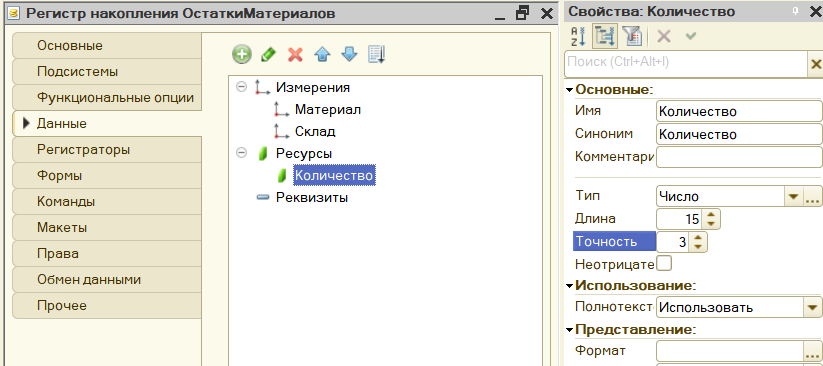 Регистр накопления ОстаткиМатериалов
Основные
Подсистемы
Функциональные опции
Данные
Регистраторы
Формы
Команды
Макеты
Права
Обмен данными
Прочее
Измерения
Материал
Склад
Ресурсы
Количество
Реквизиты
Свойства: Количество
Поиск (Ctrl+Alt+I)
Основные:
Имя Количество
Синоним Количество
Комментари
Тип Число ...
Длина 15
Точность 3
Неотрицате
Использование:
Полнотекст Использовать
Представление:
Формат ...